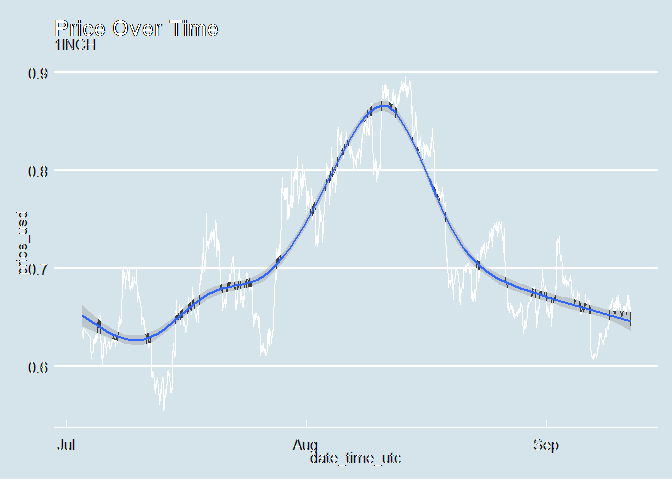 Price Over Time
1INCH
0.9
0.8
price_usd
0.7
0.6
Jul
Aug
Sep
date_time_utc